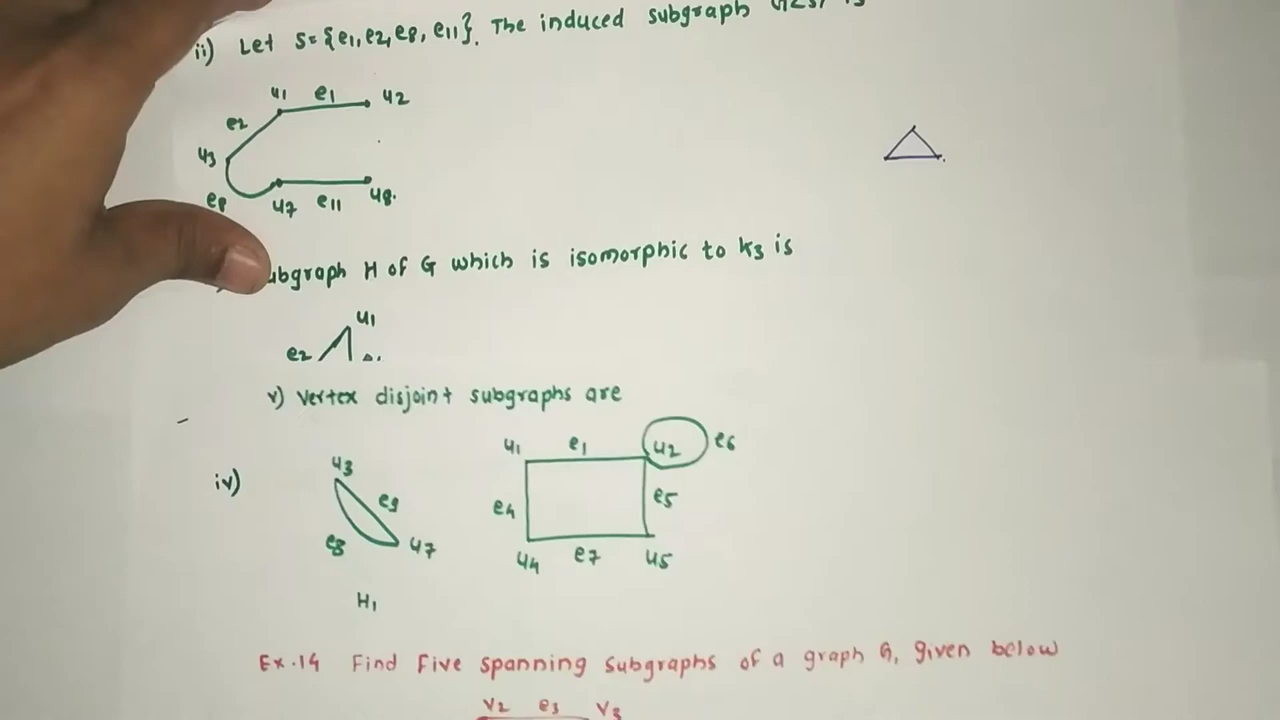 ii) Let S={e1,e2,e8,e11}. The induced subgraph
u1 e1 u2
e2
u3
e8 u7 e11 u8.
subgraph H of G which is isomorphic to k3 is
u1
e2
v) Vertex disjoint subgraphs are
u1 e1 u2 e6
iv) u3
e9 e4 e5
e8 u7
u4 e7 u5
H1
Ex.14 Find Five spanning subgraphs of a graph G, given below
v2 e3 v3